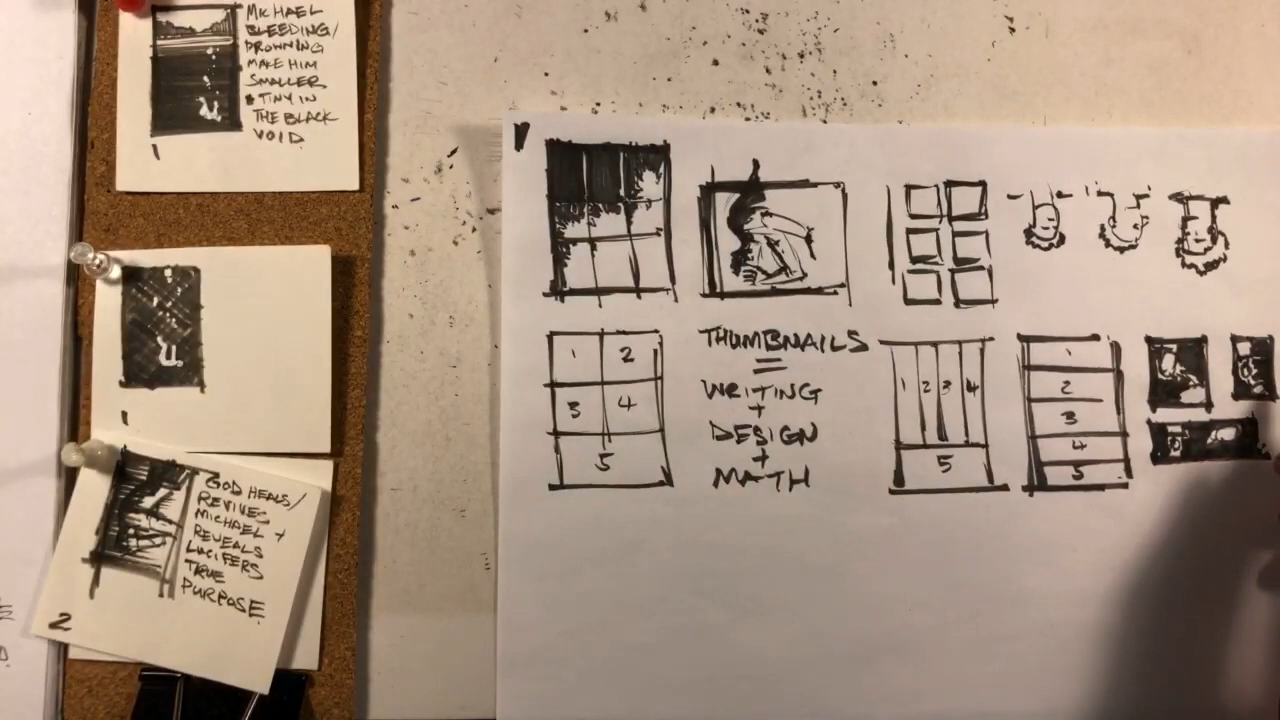 MICHAEL
BLEEDING/
DROWNING
MAKE HIM
SMALLER
• TINY IN
THE BLACK
VOID
1
1
GOD HEALS/
REVIVES
MICHAEL +
REVEALS
LUCIFERS
TRUE
PURPOSE
2
1
1 2
3 4
5
THUMBNAILS
=
WRITING
+
DESIGN
+
MATH
1 2 3 4
5
1
2
3
4
5